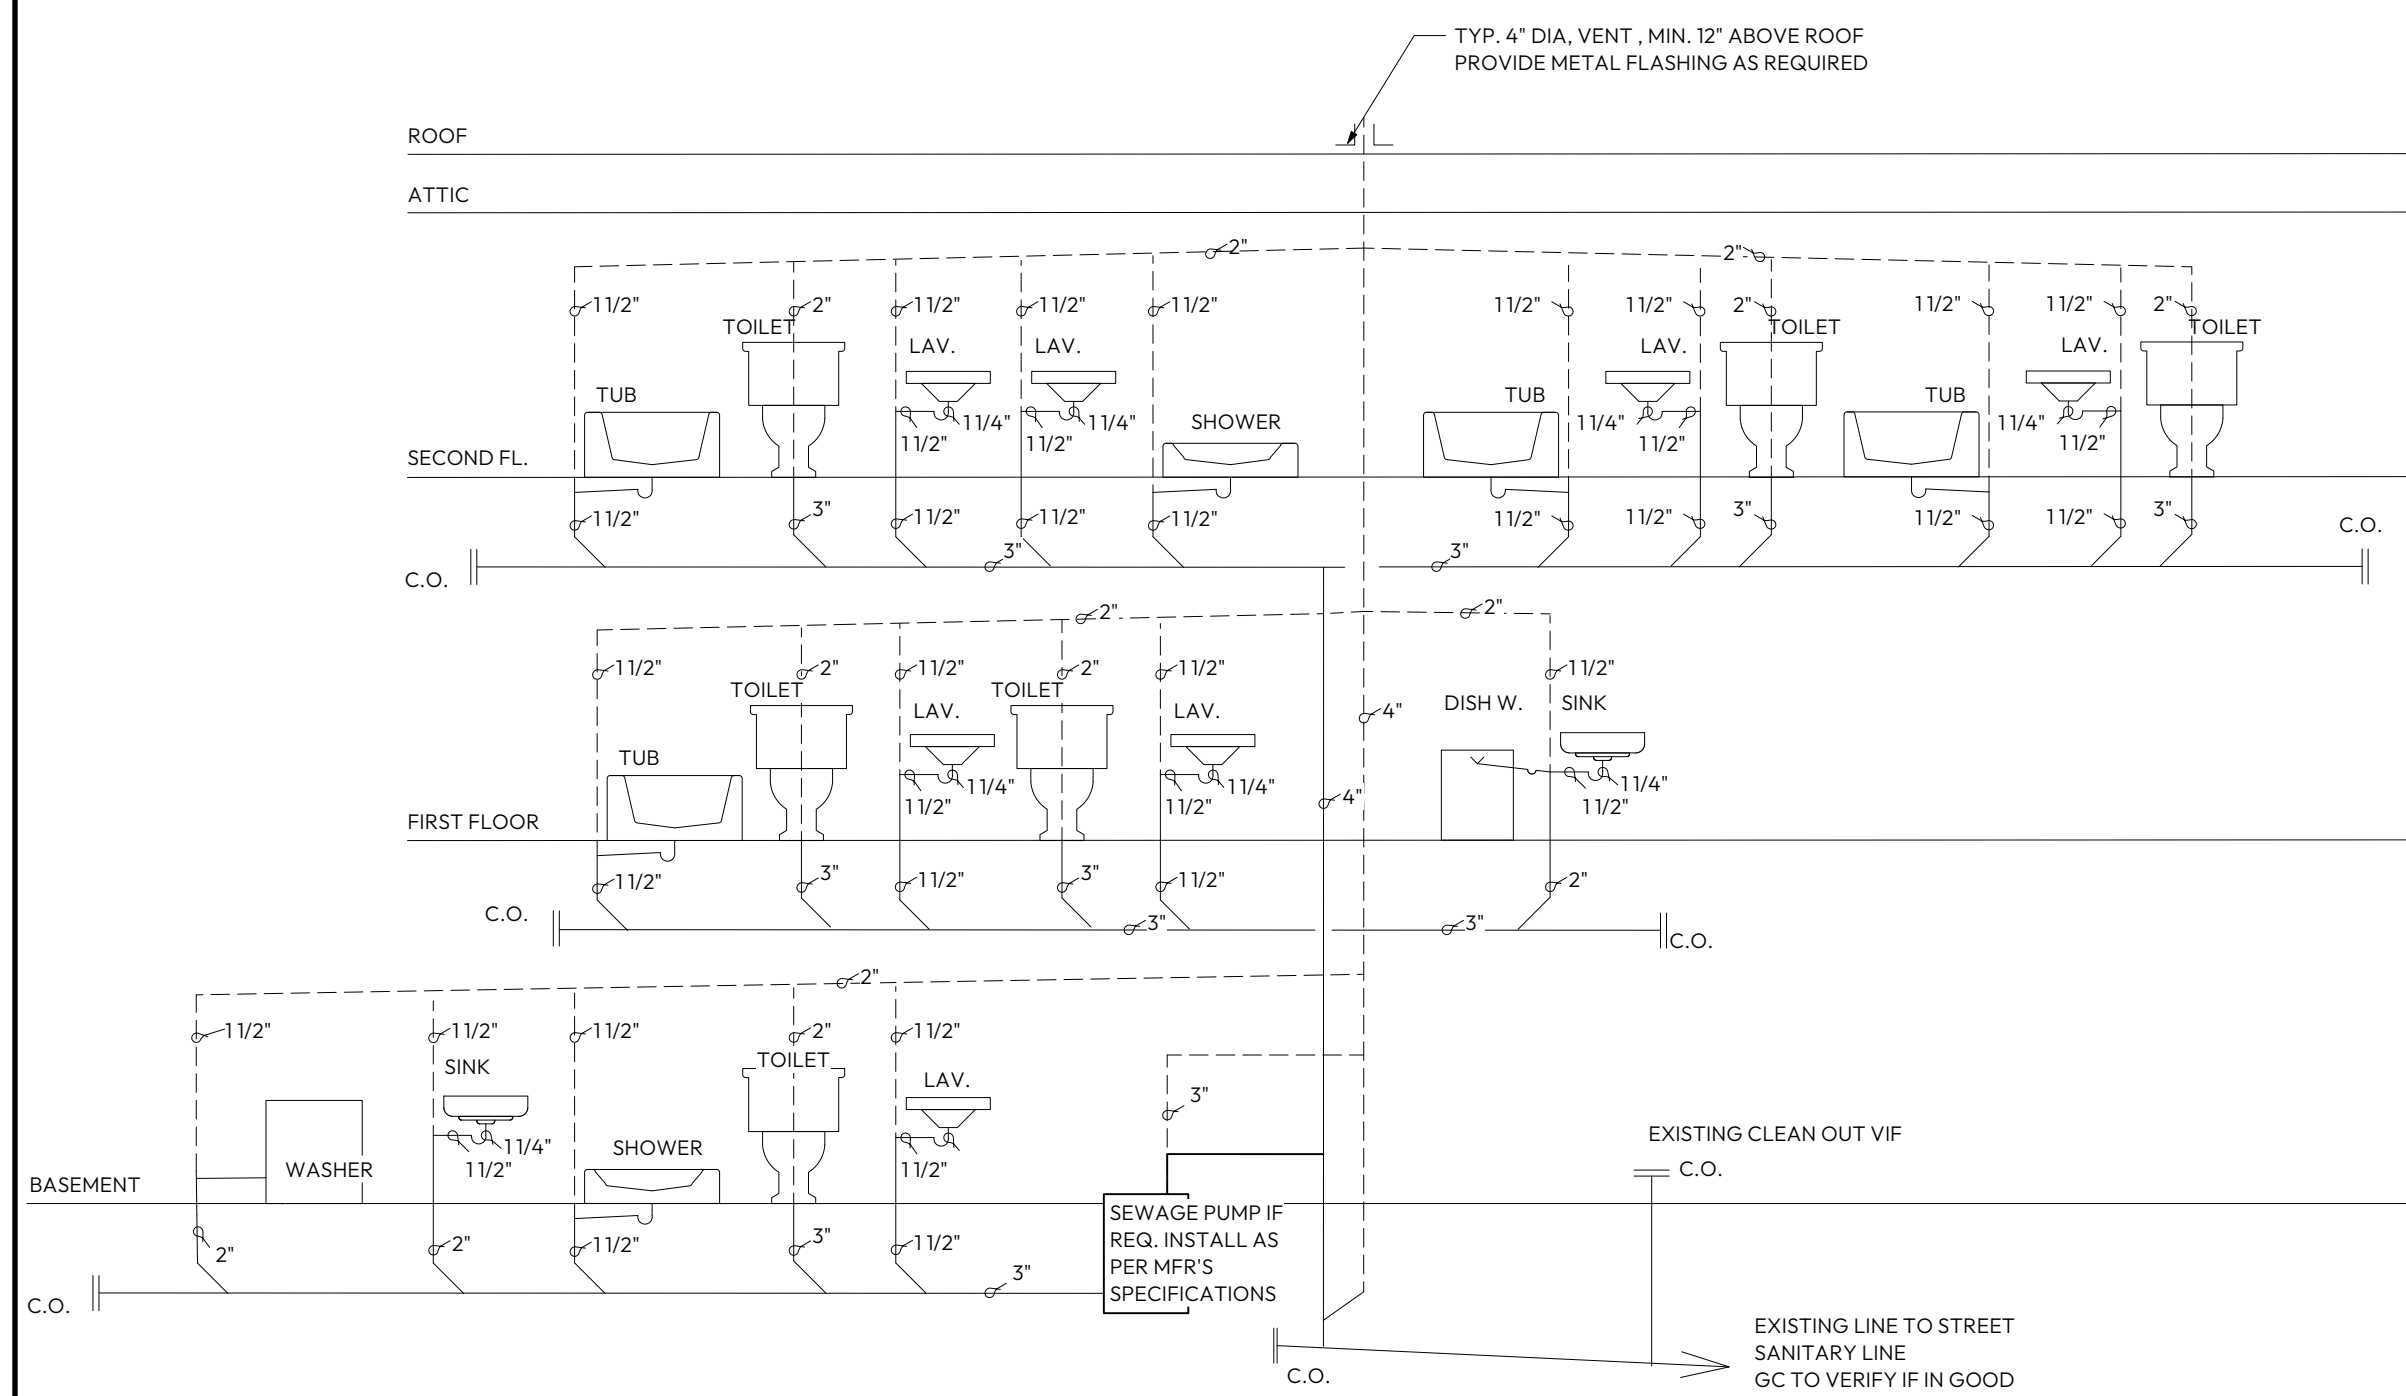 TYP. 4" DIA, VENT , MIN. 12" ABOVE ROOF
PROVIDE METAL FLASHING AS REQUIRED
ROOF
ATTIC
2" 2"
11/2" 2" 11/2" 11/2" 11/2" 11/2" 11/2" 2" 11/2" 11/2" 2"
TOILET TOILET TOILET
LAV. LAV. LAV. LAV.
TUB TUB TUB
11/4" 11/4" 11/4" 11/4"
SHOWER
11/2" 11/2" 11/2" 11/2"
SECOND FL.
11/2" 3" 11/2" 11/2" 11/2" 11/2" 11/2" 3" 11/2" 11/2" 3"
C.O.
3" 3"
C.O.
2" 2"
11/2" 2" 11/2" 2" 11/2" 11/2"
TOILET TOILET
DISH W. SINK
LAV. LAV. 4"
TUB
11/4" 11/4" 11/4"
4"
11/2" 11/2" 11/2"
FIRST FLOOR
11/2" 3" 11/2" 3" 11/2" 2"
C.O.
3" 3"
C.O.
2"
11/2" 11/2" 11/2" 2" 11/2"
TOILET
SINK
LAV.
3"
EXISTING CLEAN OUT VIF
11/4"
SHOWER
WASHER 11/2" 11/2" C.O.
BASEMENT
SEWAGE PUMP IF
REQ. INSTALL AS
PER MFR'S
SPECIFICATIONS
2" 2" 11/2" 3" 11/2"
3"
C.O.
EXISTING LINE TO STREET
SANITARY LINE
GC TO VERIFY IF IN GOOD
C.O.